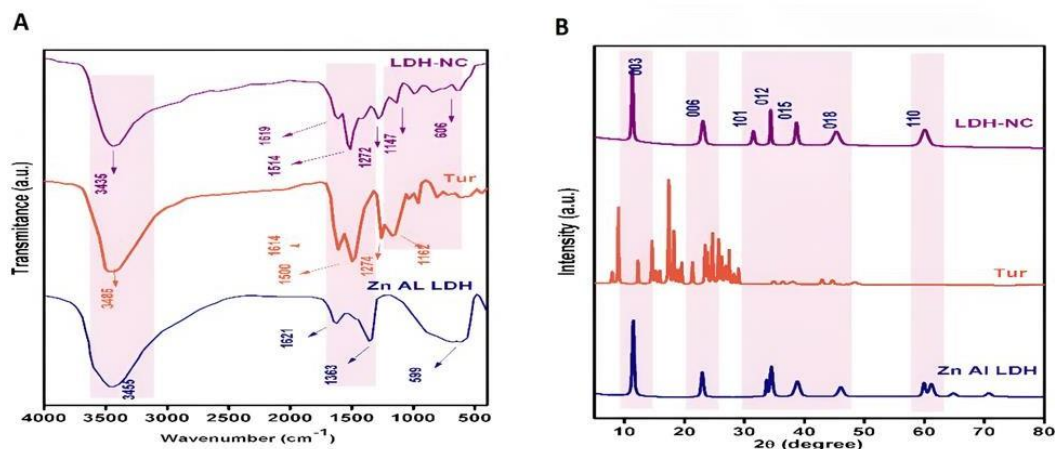 A
LDH-NC
3435
1619
1514
1272
1147
606
Tur
3485
1614
1500
1274
1162
Zn AL LDH
3455
1621
1363
599
Transmitance (a.u.)
4000 3500 3000 2500 2000 1500 1000 500
Wavenumber (cm⁻¹)
B
003
006
101
012
015
018
110
LDH-NC
Tur
Zn Al LDH
Intensity (a.u.)
10 20 30 40 50 60 70 80
2θ (degree)